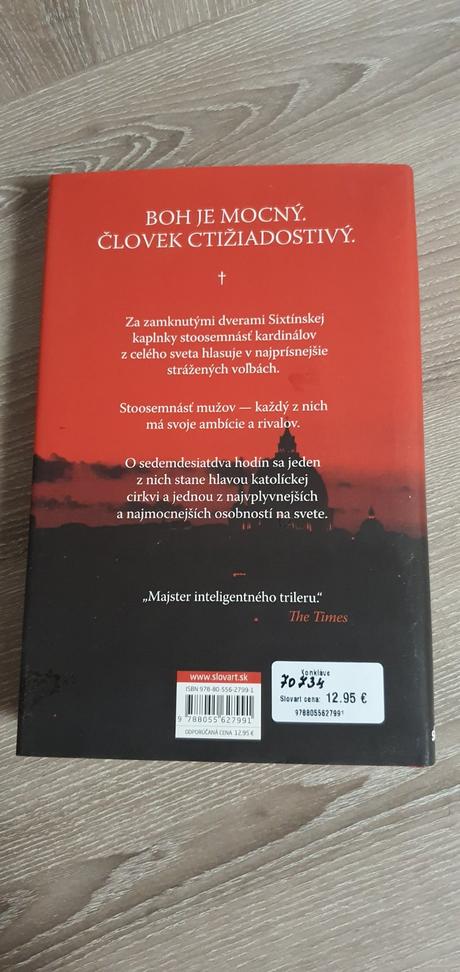 BOH JE MOCNÝ.
ČLOVEK CTIŽIADOSTIVÝ.
†
Za zamknutými dverami Sixtínskej
kaplnky stoosemnásť kardinálov
z celého sveta hlasuje v najprísnejšie
strážených voľbách.
Stoosemnásť mužov — každý z nich
má svoje ambície a rivalov.
O sedemdesiatdva hodín sa jeden
z nich stane hlavou katolíckej
cirkvi a jednou z najvplyvnejších
a najmocnejších osobností na svete.
„Majster inteligentného trileru.“
The Times
www.slovart.sk
ISBN 978-80-556-2799-1
9 788055 627991
ODPORÚČANÁ CENA 12,95 €
Konkláve
70734
Slovart cena: 12.95 €
9788055627991